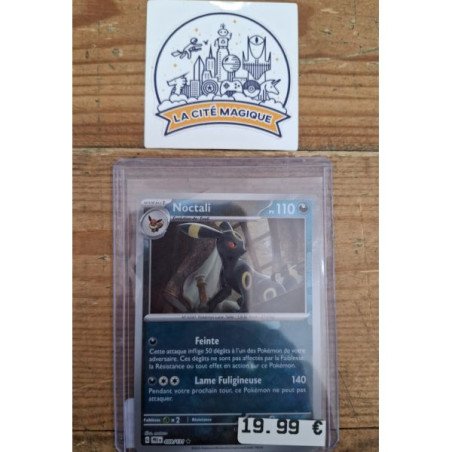 LA CITÉ MAGIQUE
Noctali
PV 110
Feinte
Cette attaque inflige 50 dégâts à l'un des Pokémon de votre
adversaire. Ces dégâts ne sont pas affectés par la Faiblesse,
la Résistance ou tout effet en action sur ce Pokémon.
Lame Fuligineuse 140
Pendant votre prochain tour, ce Pokémon ne peut pas
attaquer.
Faiblesse x2 Résistance
19.99 €